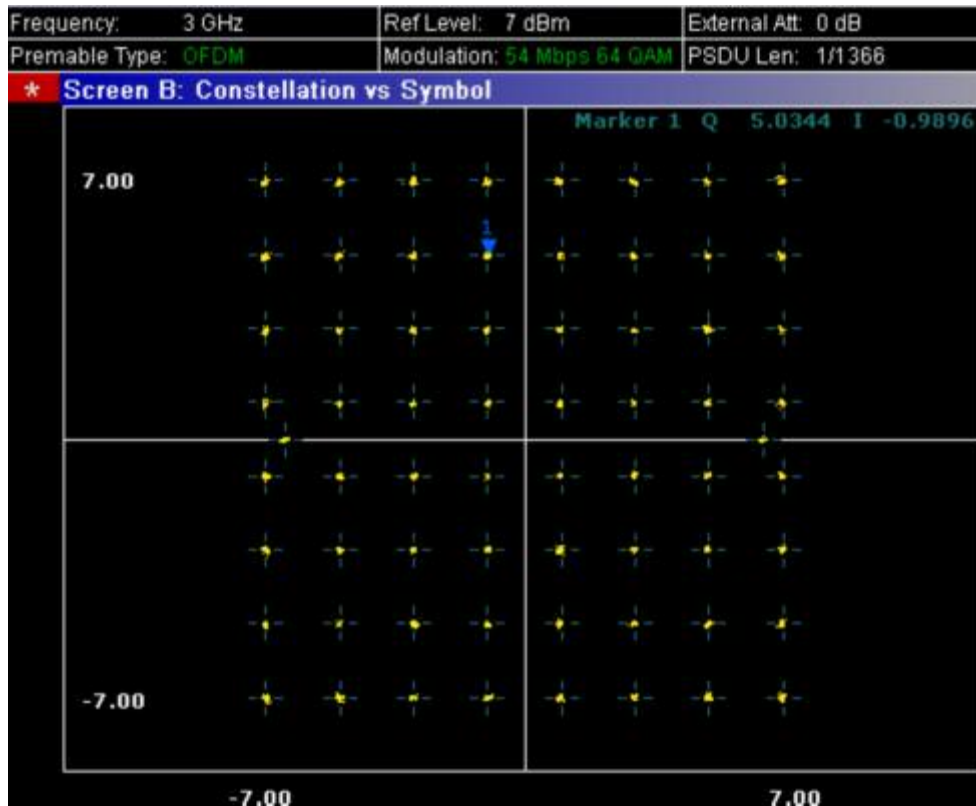 Frequency: 3 GHz Ref Level: 7 dBm External Att: 0 dB
Premable Type: OFDM Modulation: 54 Mbps 64 QAM PSDU Len: 1/1366
* Screen B: Constellation vs Symbol
Marker 1 Q 5.0344 I -0.9896
7.00
1
-7.00
-7.00 7.00